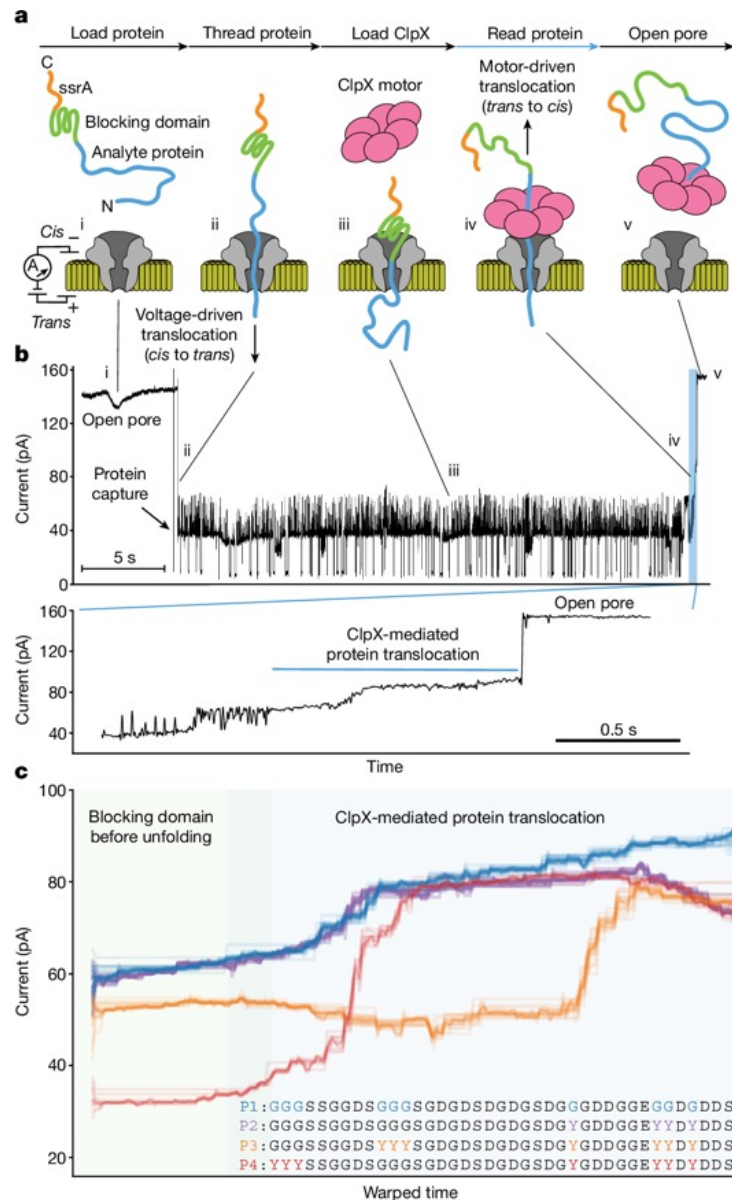 a
Load protein
Thread protein
Load ClpX
Read protein
Open pore
C
ssrA
Blocking domain
Analyte protein
N
ClpX motor
Motor-driven
translocation
(trans to cis)
i
ii
iii
iv
v
Cis −
A
+
Trans
Voltage-driven
translocation
(cis to trans)
b
160
120
80
40
0
Current (pA)
i
Open pore
ii
Protein
capture
5 s
iii
iv
v
160
120
80
40
Current (pA)
ClpX-mediated
protein translocation
Open pore
0.5 s
Time
c
100
80
60
40
20
Current (pA)
Blocking domain
before unfolding
ClpX-mediated protein translocation
P1:GGGSSGGDSGGGSGDGDSDGDGSDGGGDDGGEGGDGDDS
P2:GGGSSGGDSGGGSGDGDSDGDGSDGYGDDGGEYYDYDDS
P3:GGGSSGGDSYYYSGDGDSDGDGSDGYGDDGGEYYDYDDS
P4:YYYSSGGDSGGGSGDGDSDGDGSDGYGDDGGEYYDYDDS
Warped time